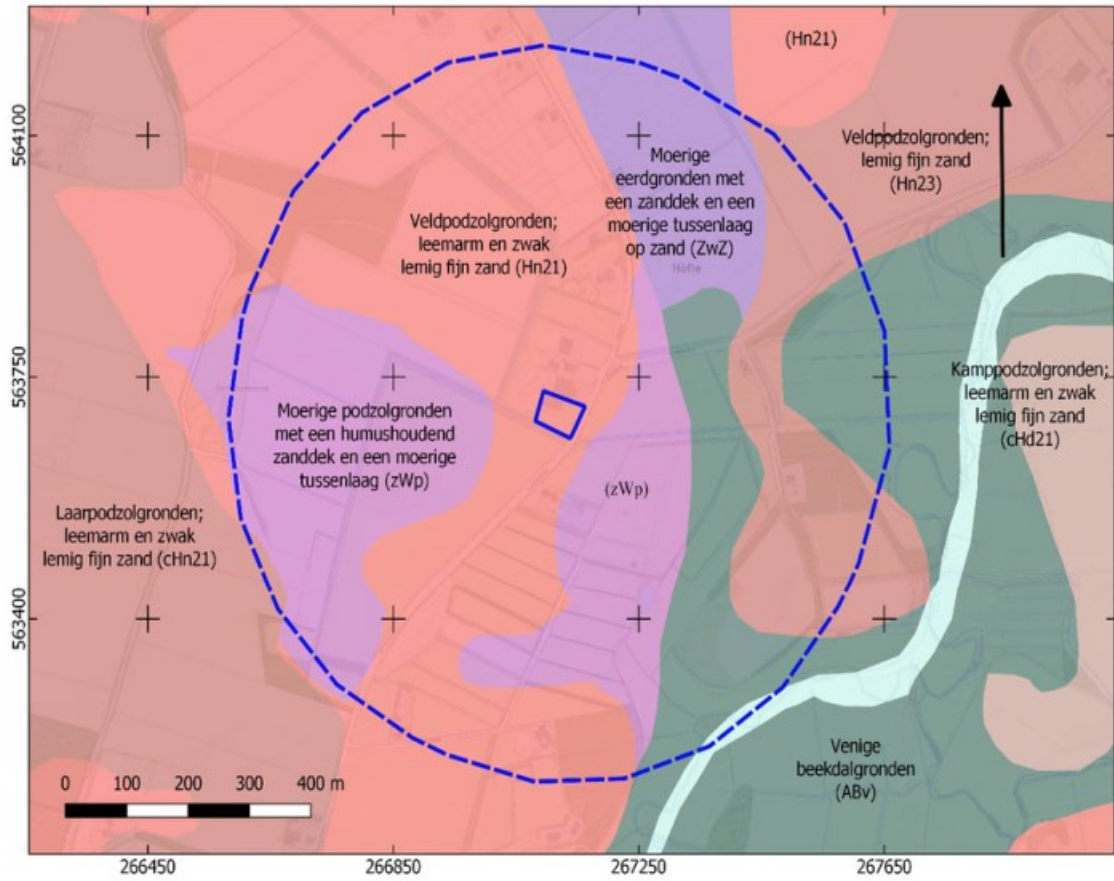 (Hn21)
564100
Moerige
eerdgronden met
een zanddek en een
moerige tussenlaag
op zand (ZwZ)
Höfte
Veldpodzolgronden;
lemig fijn zand
(Hn23)
Veldpodzolgronden;
leemarm en zwak
lemig fijn zand (Hn21)
563750
Kamppodzolgronden;
leemarm en zwak
lemig fijn zand
(cHd21)
Moerige podzolgronden
met een humushoudend
zanddek en een moerige
tussenlaag (zWp)
(zWp)
Laarpodzolgronden;
leemarm en zwak
lemig fijn zand (cHn21)
563400
Venige
beekdalgronden
(ABv)
0 100 200 300 400 m
266450 266850 267250 267650